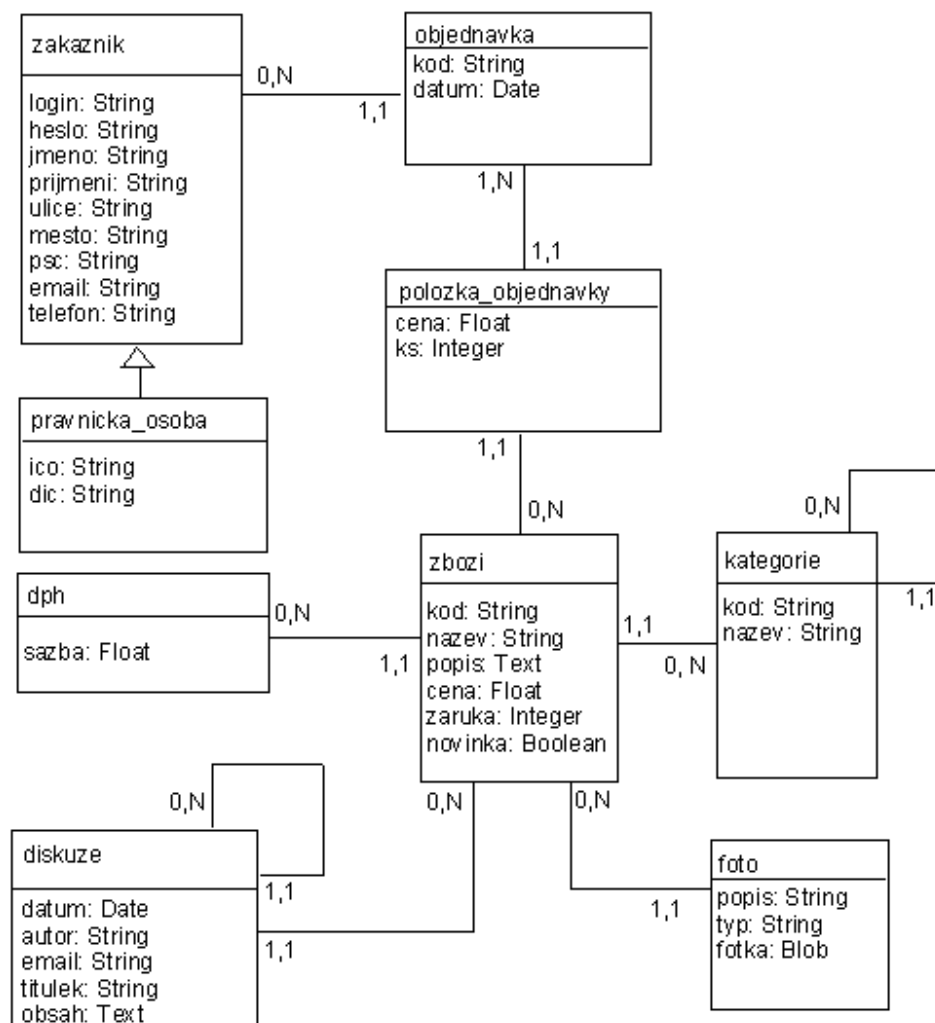 zakaznik
login: String
heslo: String
jmeno: String
prijmeni: String
ulice: String
mesto: String
psc: String
email: String
telefon: String
0,N
1,1
objednavka
kod: String
datum: Date
1,N
1,1
polozka_objednavky
cena: Float
ks: Integer
1,1
0,N
pravnicka_osoba
ico: String
dic: String
dph
sazba: Float
0,N
1,1
zbozi
kod: String
nazev: String
popis: Text
cena: Float
zaruka: Integer
novinka: Boolean
1,1
0, N
0,N
kategorie
kod: String
nazev: String
1,1
0,N
0,N
0,N
diskuze
datum: Date
autor: String
email: String
titulek: String
obsah: Text
1,1
1,1
1,1
foto
popis: String
typ: String
fotka: Blob